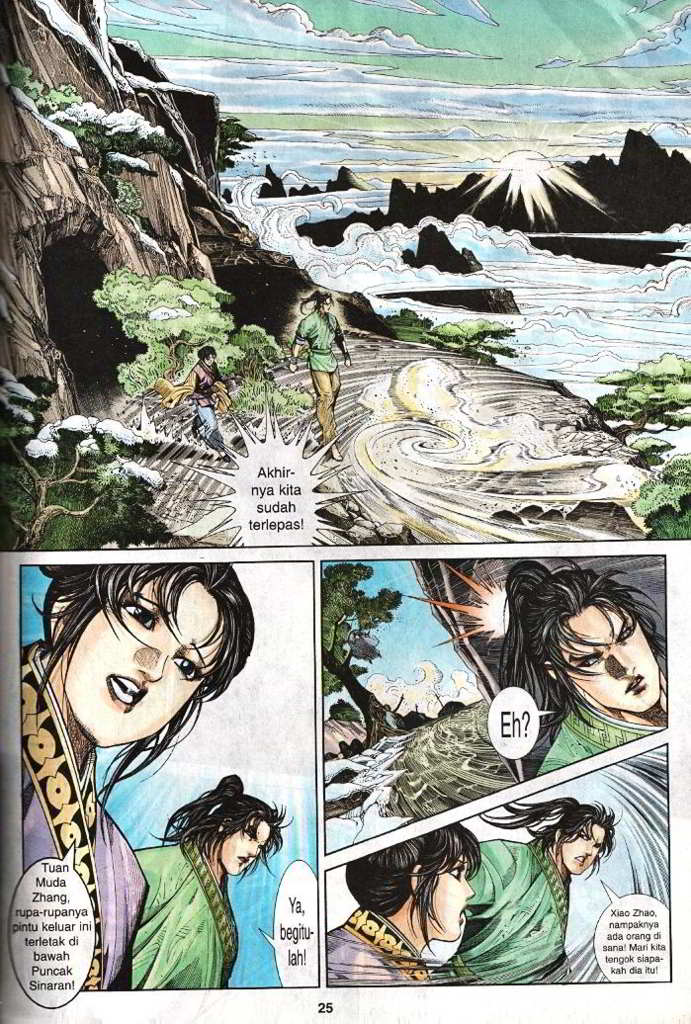 Akhir-
nya kita
sudah
terlepas!
Tuan
Muda
Zhang,
rupa-rupanya
pintu keluar ini
terletak di
bawah
Puncak
Sinaran!
Ya,
begitu-
lah!
Eh?
Xiao Zhao,
nampaknya
ada orang di
sana! Mari kita
tengok siapa-
kah dia itu!
25